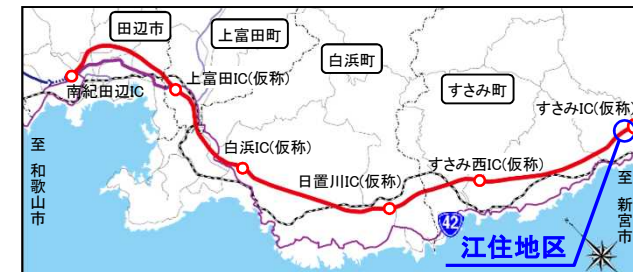 田辺市
上富田町
白浜町
すさみ町
南紀田辺IC
上富田IC(仮称)
白浜IC(仮称)
日置川IC(仮称)
すさみ西IC(仮称)
すさみIC(仮称)
至 和歌山市
至 新宮市
42
江住地区